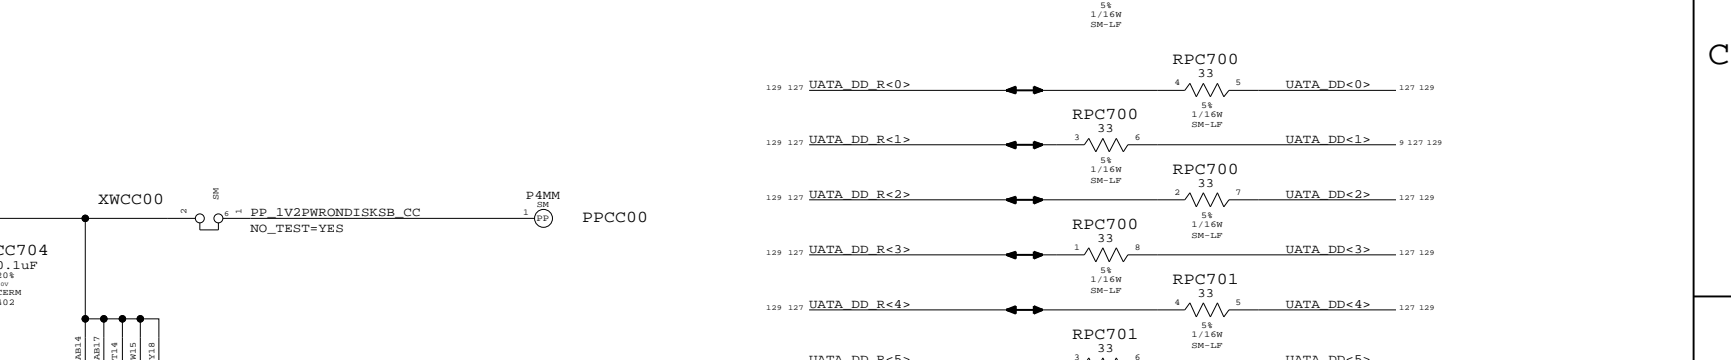 5%
1/16W
SM-LF
C
RPC700
33
129 127 UATA_DD_R<0> 4 5 UATA_DD<0> 127 129
5%
1/16W
SM-LF
RPC700
33
129 127 UATA_DD_R<1> 3 6 UATA_DD<1> 9 127 129
5%
1/16W
SM-LF
RPC700
33
129 127 UATA_DD_R<2> 2 7 UATA_DD<2> 127 129
5%
1/16W
SM-LF
RPC700
33
129 127 UATA_DD_R<3> 1 8 UATA_DD<3> 127 129
5%
1/16W
SM-LF
RPC701
33
129 127 UATA_DD_R<4> 4 5 UATA_DD<4> 127 129
5%
1/16W
SM-LF
RPC701
33
UATA_DD_R<5> 3 6 UATA_DD<5>
XWCC00
SM
2 6 1 PP_1V2PWRONDISKSB_CC
NO_TEST=YES
P4MM
SM
1 PP PPCC00
CC704
0.1uF
20%
CERM
402
AB14
AB17
T14
W15
Y18